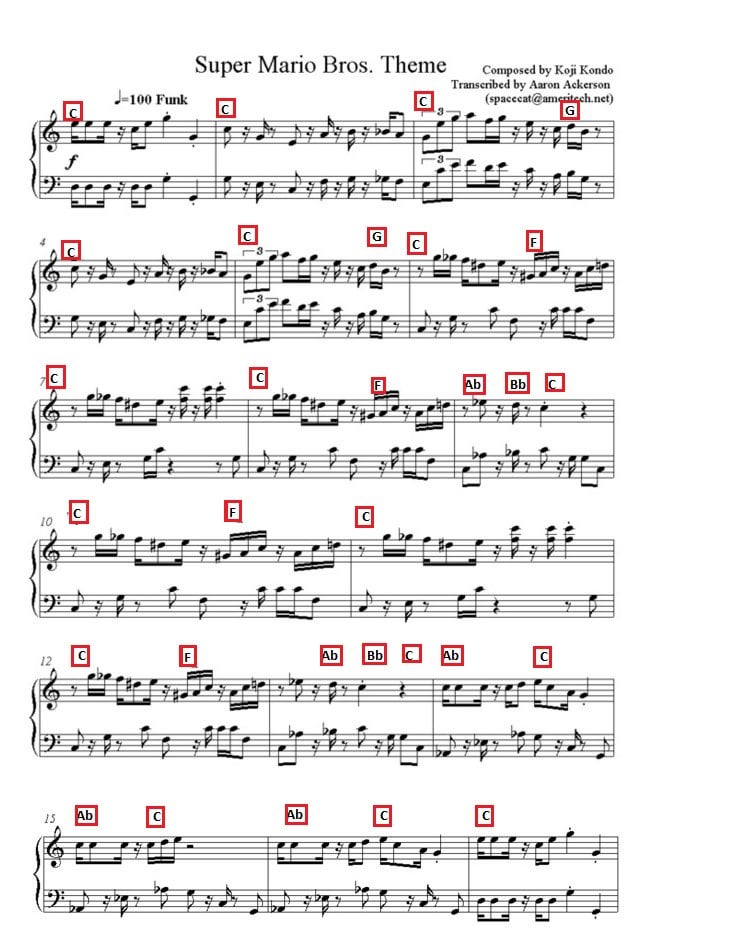 Super Mario Bros. Theme
Composed by Koji Kondo
Transcribed by Aaron Ackerson
(spacecat@ameritech.net)
♩=100 Funk
C C C G
3
f
3
4
C C G C F
3
3
7
C C F Ab Bb C
10
C F C
12
C F Ab Bb C Ab C
15
Ab C Ab C C